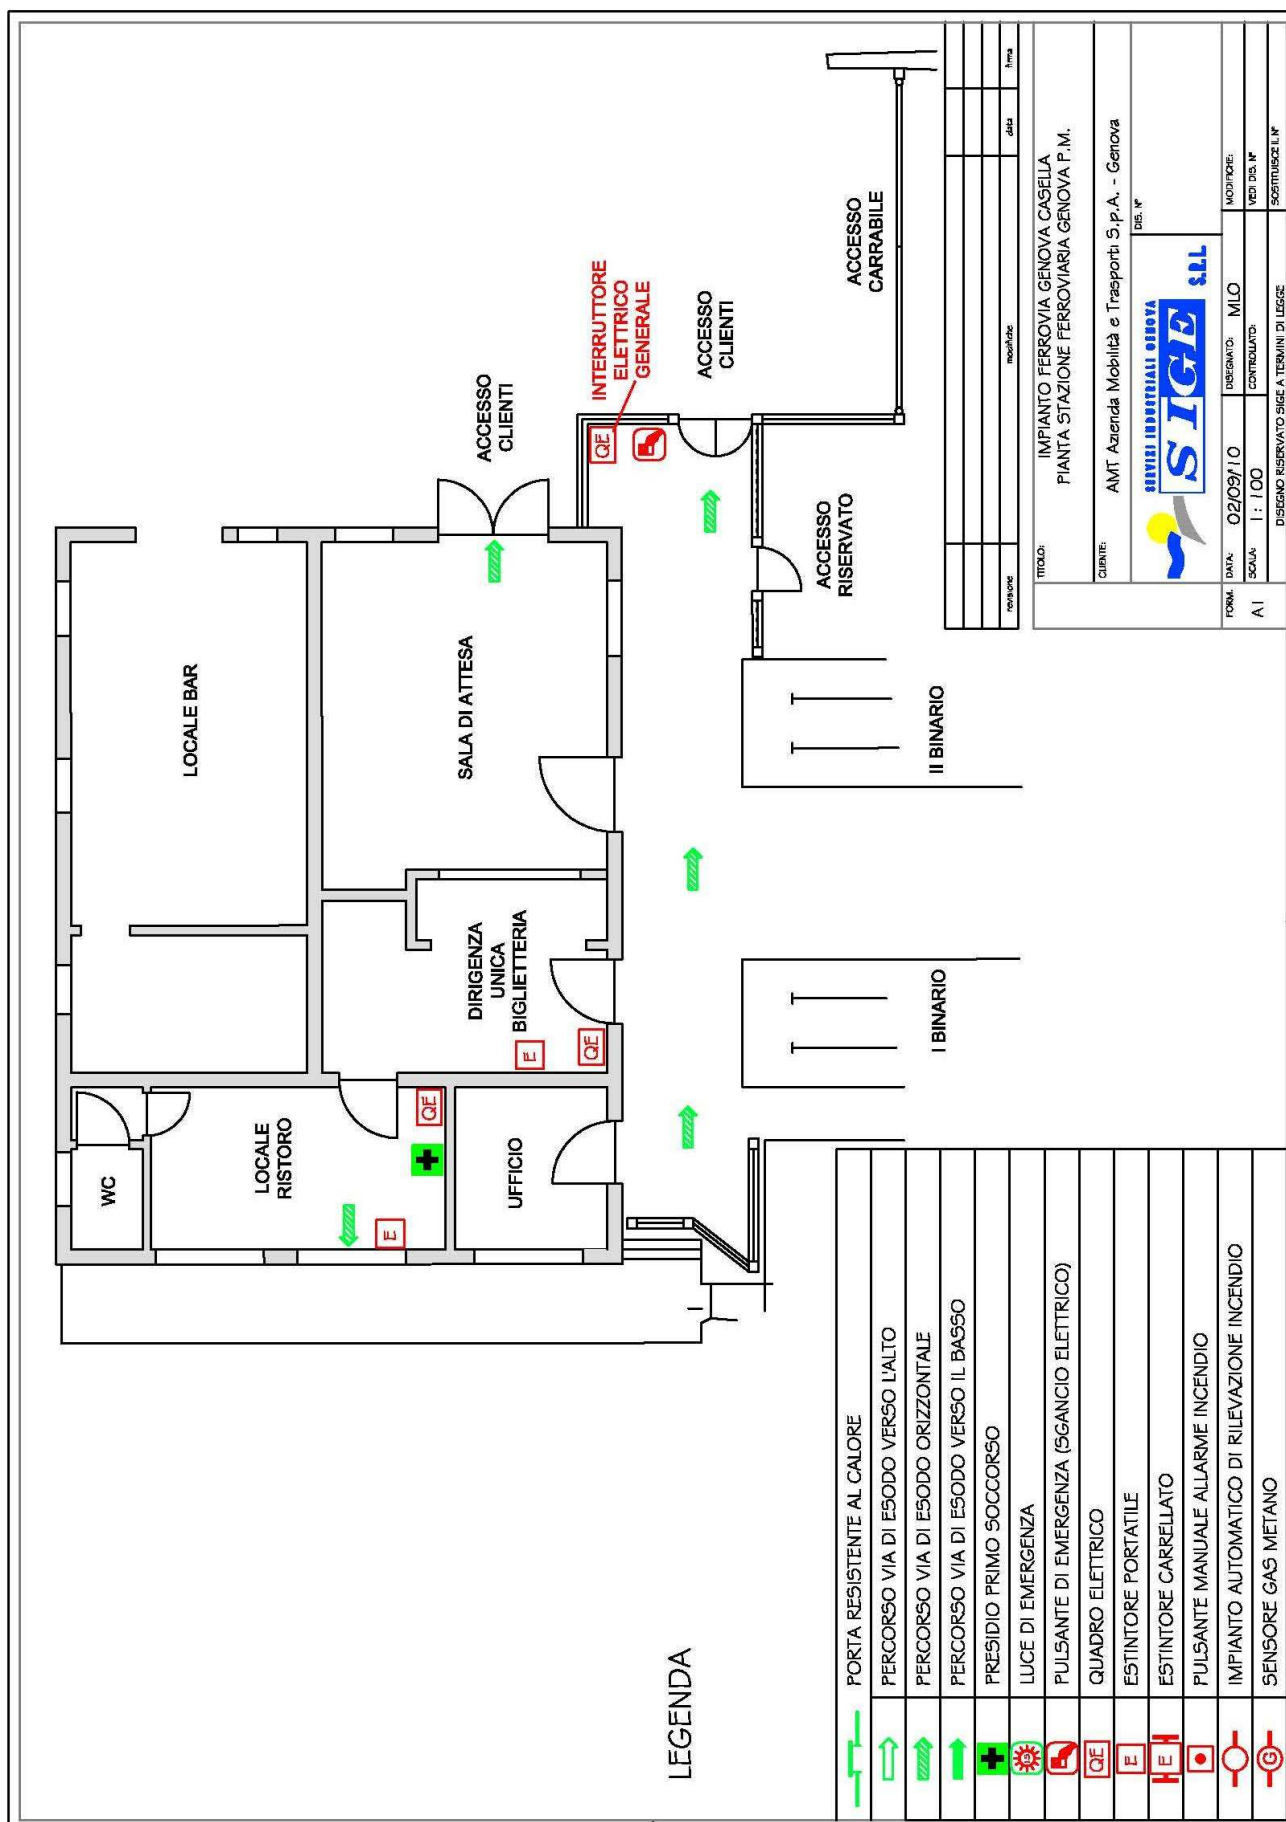 LOCALE BAR
SALA DI ATTESA
DIRIGENZA
UNICA
BIGLIETTERIA
WC
LOCALE
RISTORO
UFFICIO
E
QE
E
QE
QE
INTERRUTTORE
ELETTRICO
GENERALE
ACCESSO
CLIENTI
ACCESSO
CLIENTI
ACCESSO
CARRABILE
ACCESSO
RISERVATO
I BINARIO
II BINARIO
LEGENDA
PORTA RESISTENTE AL CALORE
PERCORSO VIA DI ESODO VERSO L'ALTO
PERCORSO VIA DI ESODO ORIZZONTALE
PERCORSO VIA DI ESODO VERSO IL BASSO
PRESIDIO PRIMO SOCCORSO
LUCE DI EMERGENZA
PULSANTE DI EMERGENZA (SGANCIO ELETTRICO)
QE QUADRO ELETTRICO
E ESTINTORE PORTATILE
E ESTINTORE CARRELLATO
PULSANTE MANUALE ALLARME INCENDIO
IMPIANTO AUTOMATICO DI RILEVAZIONE INCENDIO
G SENSORE GAS METANO
revisione modifiche data firma
TITOLO:
IMPIANTO FERROVIA GENOVA CASELLA
PIANTA STAZIONE FERROVIARIA GENOVA P.M.
CLIENTE:
AMT Azienda Mobilità e Trasporti S.p.A. - Genova
SERVIZI INDUSTRIALI GENOVA
SIGE S.R.L.
DIS. N°
FORM. DATA: 02/09/10 DISEGNATO: MLO MODIFICHE:
A1 SCALA: 1:100 CONTROLLATO: VEDI DIS. N°
DISEGNO RISERVATO SIGE A TERMINI DI LEGGE SOSTITUISCE IL N°